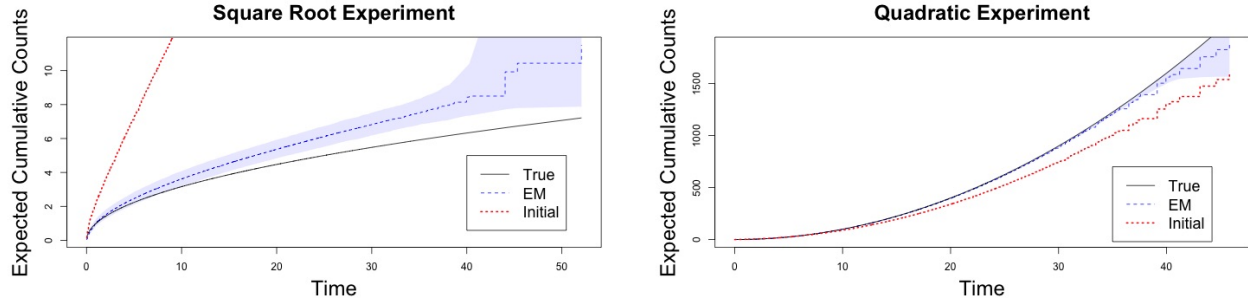 Square Root Experiment
Expected Cumulative Counts
10
8
6
4
2
0
True
EM
Initial
0
10
20
30
40
50
Time
Quadratic Experiment
Expected Cumulative Counts
1500
1000
500
0
True
EM
Initial
0
10
20
30
40
Time